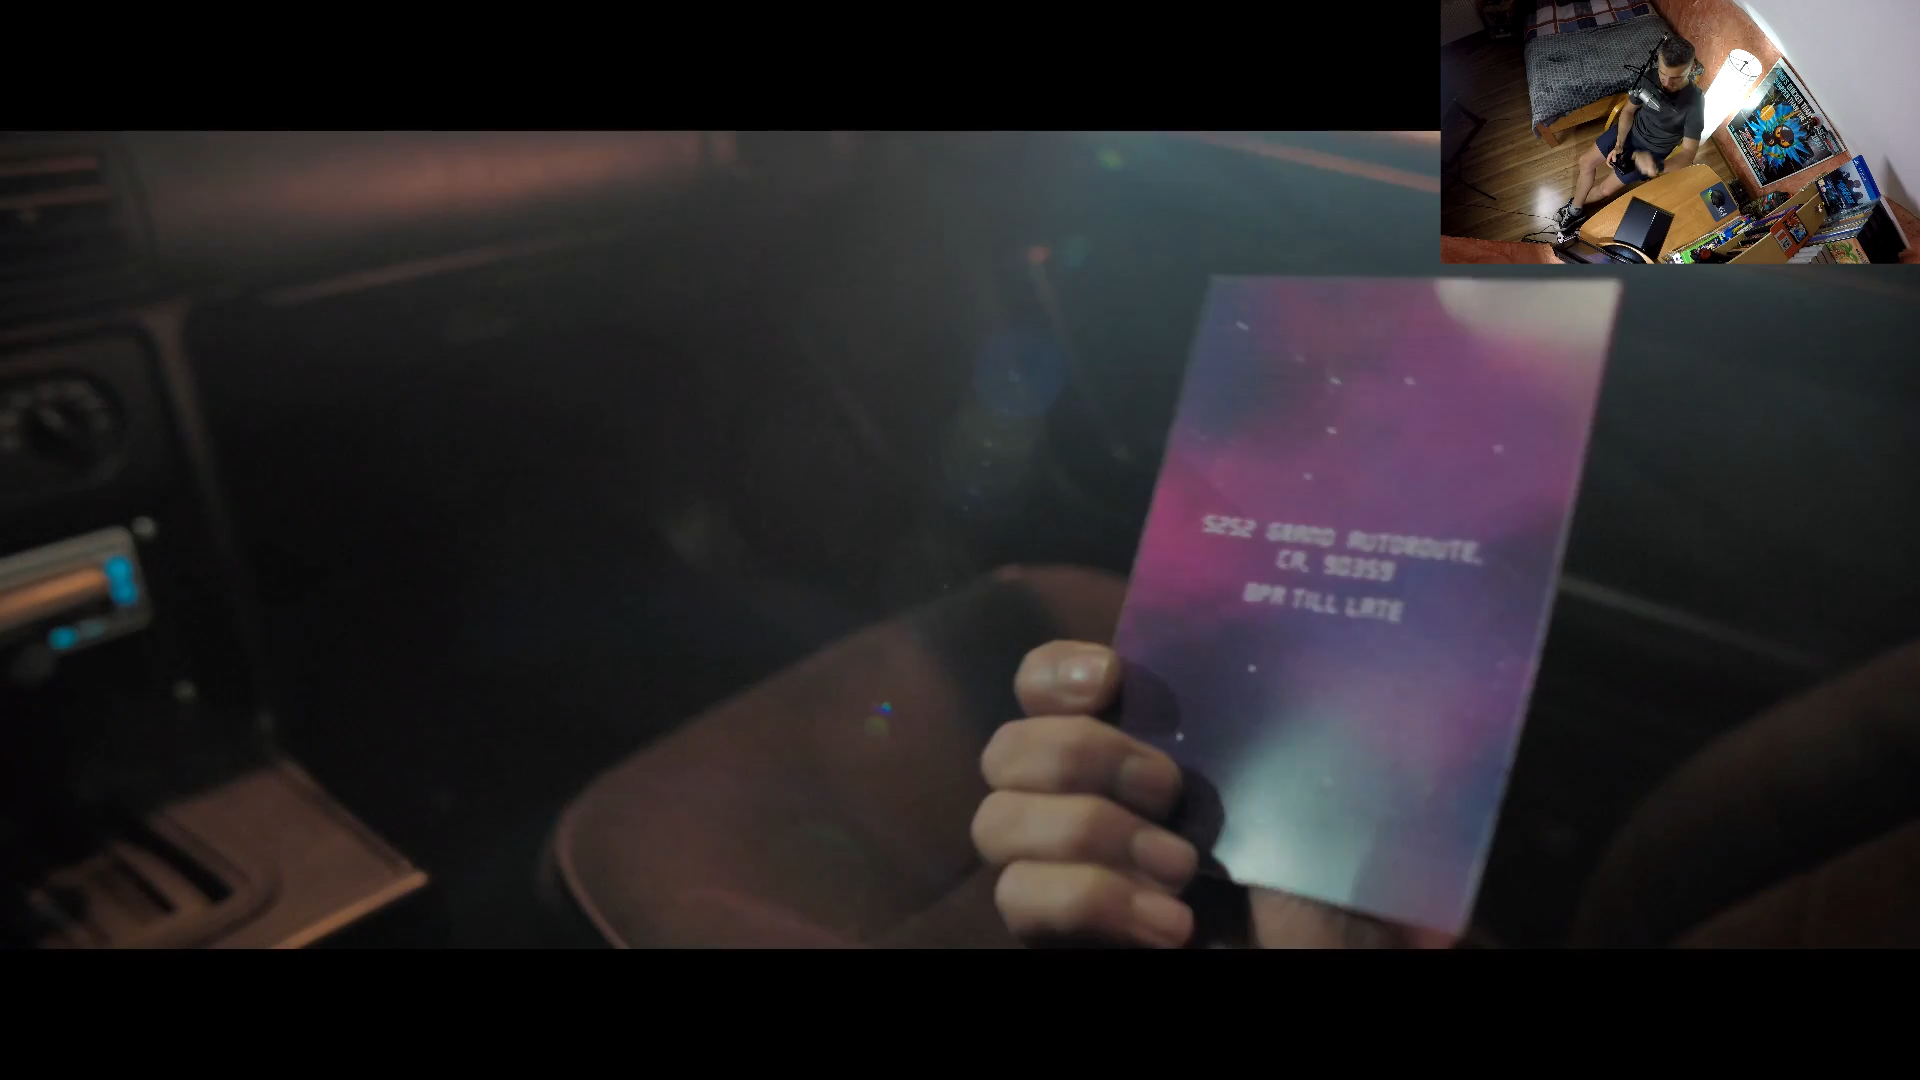 5252 GRAND AUTOROUTE,
CA, 90359
8PM TILL LATE